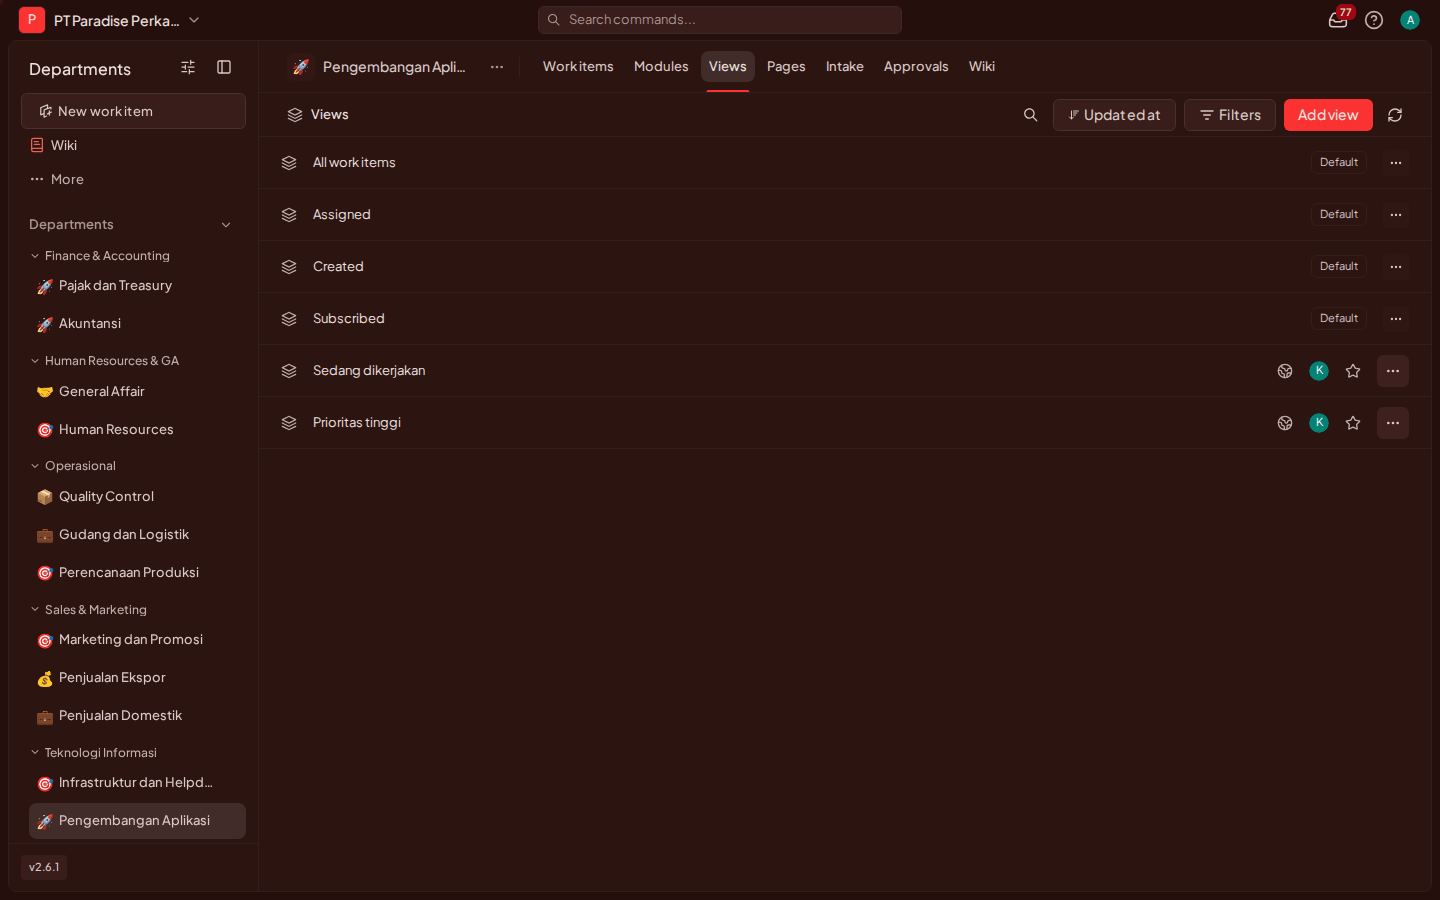 P
PT Paradise Perka...
Search commands...
77
A
Departments
New work item
Wiki
More
Departments
Finance & Accounting
Pajak dan Treasury
Akuntansi
Human Resources & GA
General Affair
Human Resources
Operasional
Quality Control
Gudang dan Logistik
Perencanaan Produksi
Sales & Marketing
Marketing dan Promosi
Penjualan Ekspor
Penjualan Domestik
Teknologi Informasi
Infrastruktur dan Helpd...
Pengembangan Aplikasi
v2.6.1
Pengembangan Apli...
Work items Modules Views Pages Intake Approvals Wiki
Views
Updated at Filters Add view
All work items Default
Assigned Default
Created Default
Subscribed Default
Sedang dikerjakan K
Prioritas tinggi K